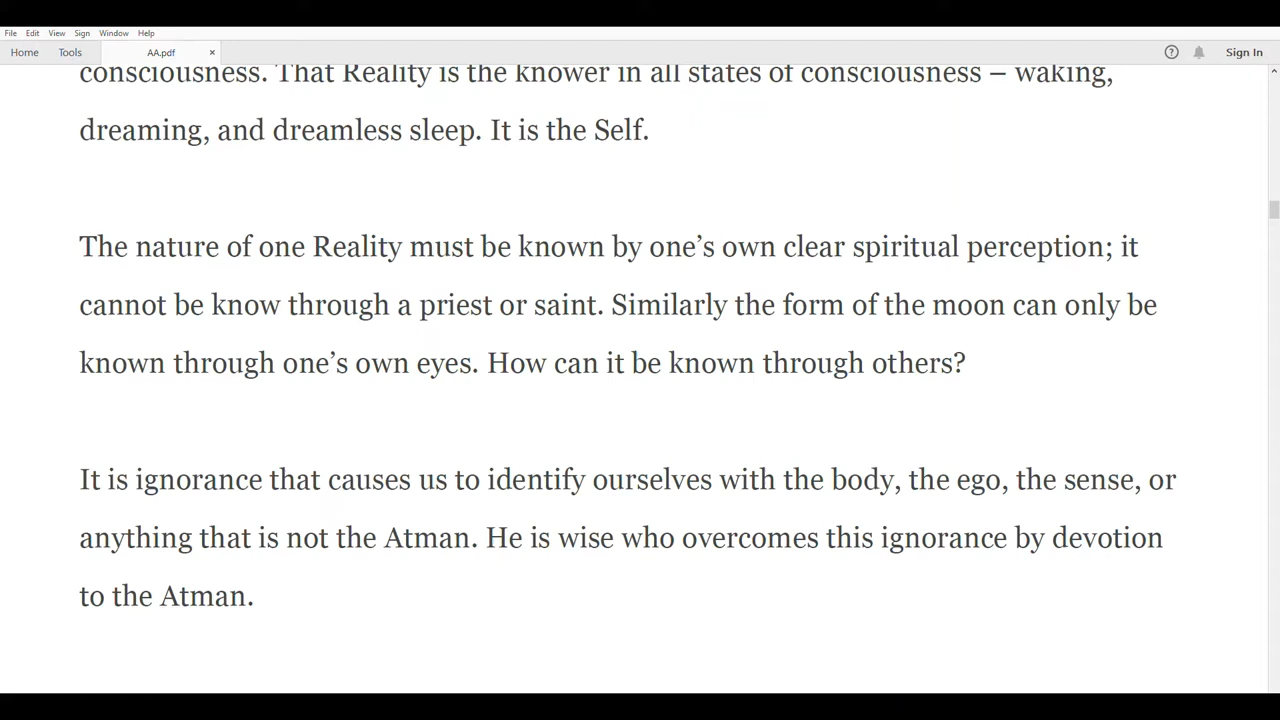 File Edit View Sign Window Help
Home Tools AA.pdf × ? Sign In
consciousness. That Reality is the knower in all states of consciousness – waking,
dreaming, and dreamless sleep. It is the Self.
The nature of one Reality must be known by one’s own clear spiritual perception; it
cannot be know through a priest or saint. Similarly the form of the moon can only be
known through one’s own eyes. How can it be known through others?
It is ignorance that causes us to identify ourselves with the body, the ego, the sense, or
anything that is not the Atman. He is wise who overcomes this ignorance by devotion
to the Atman.